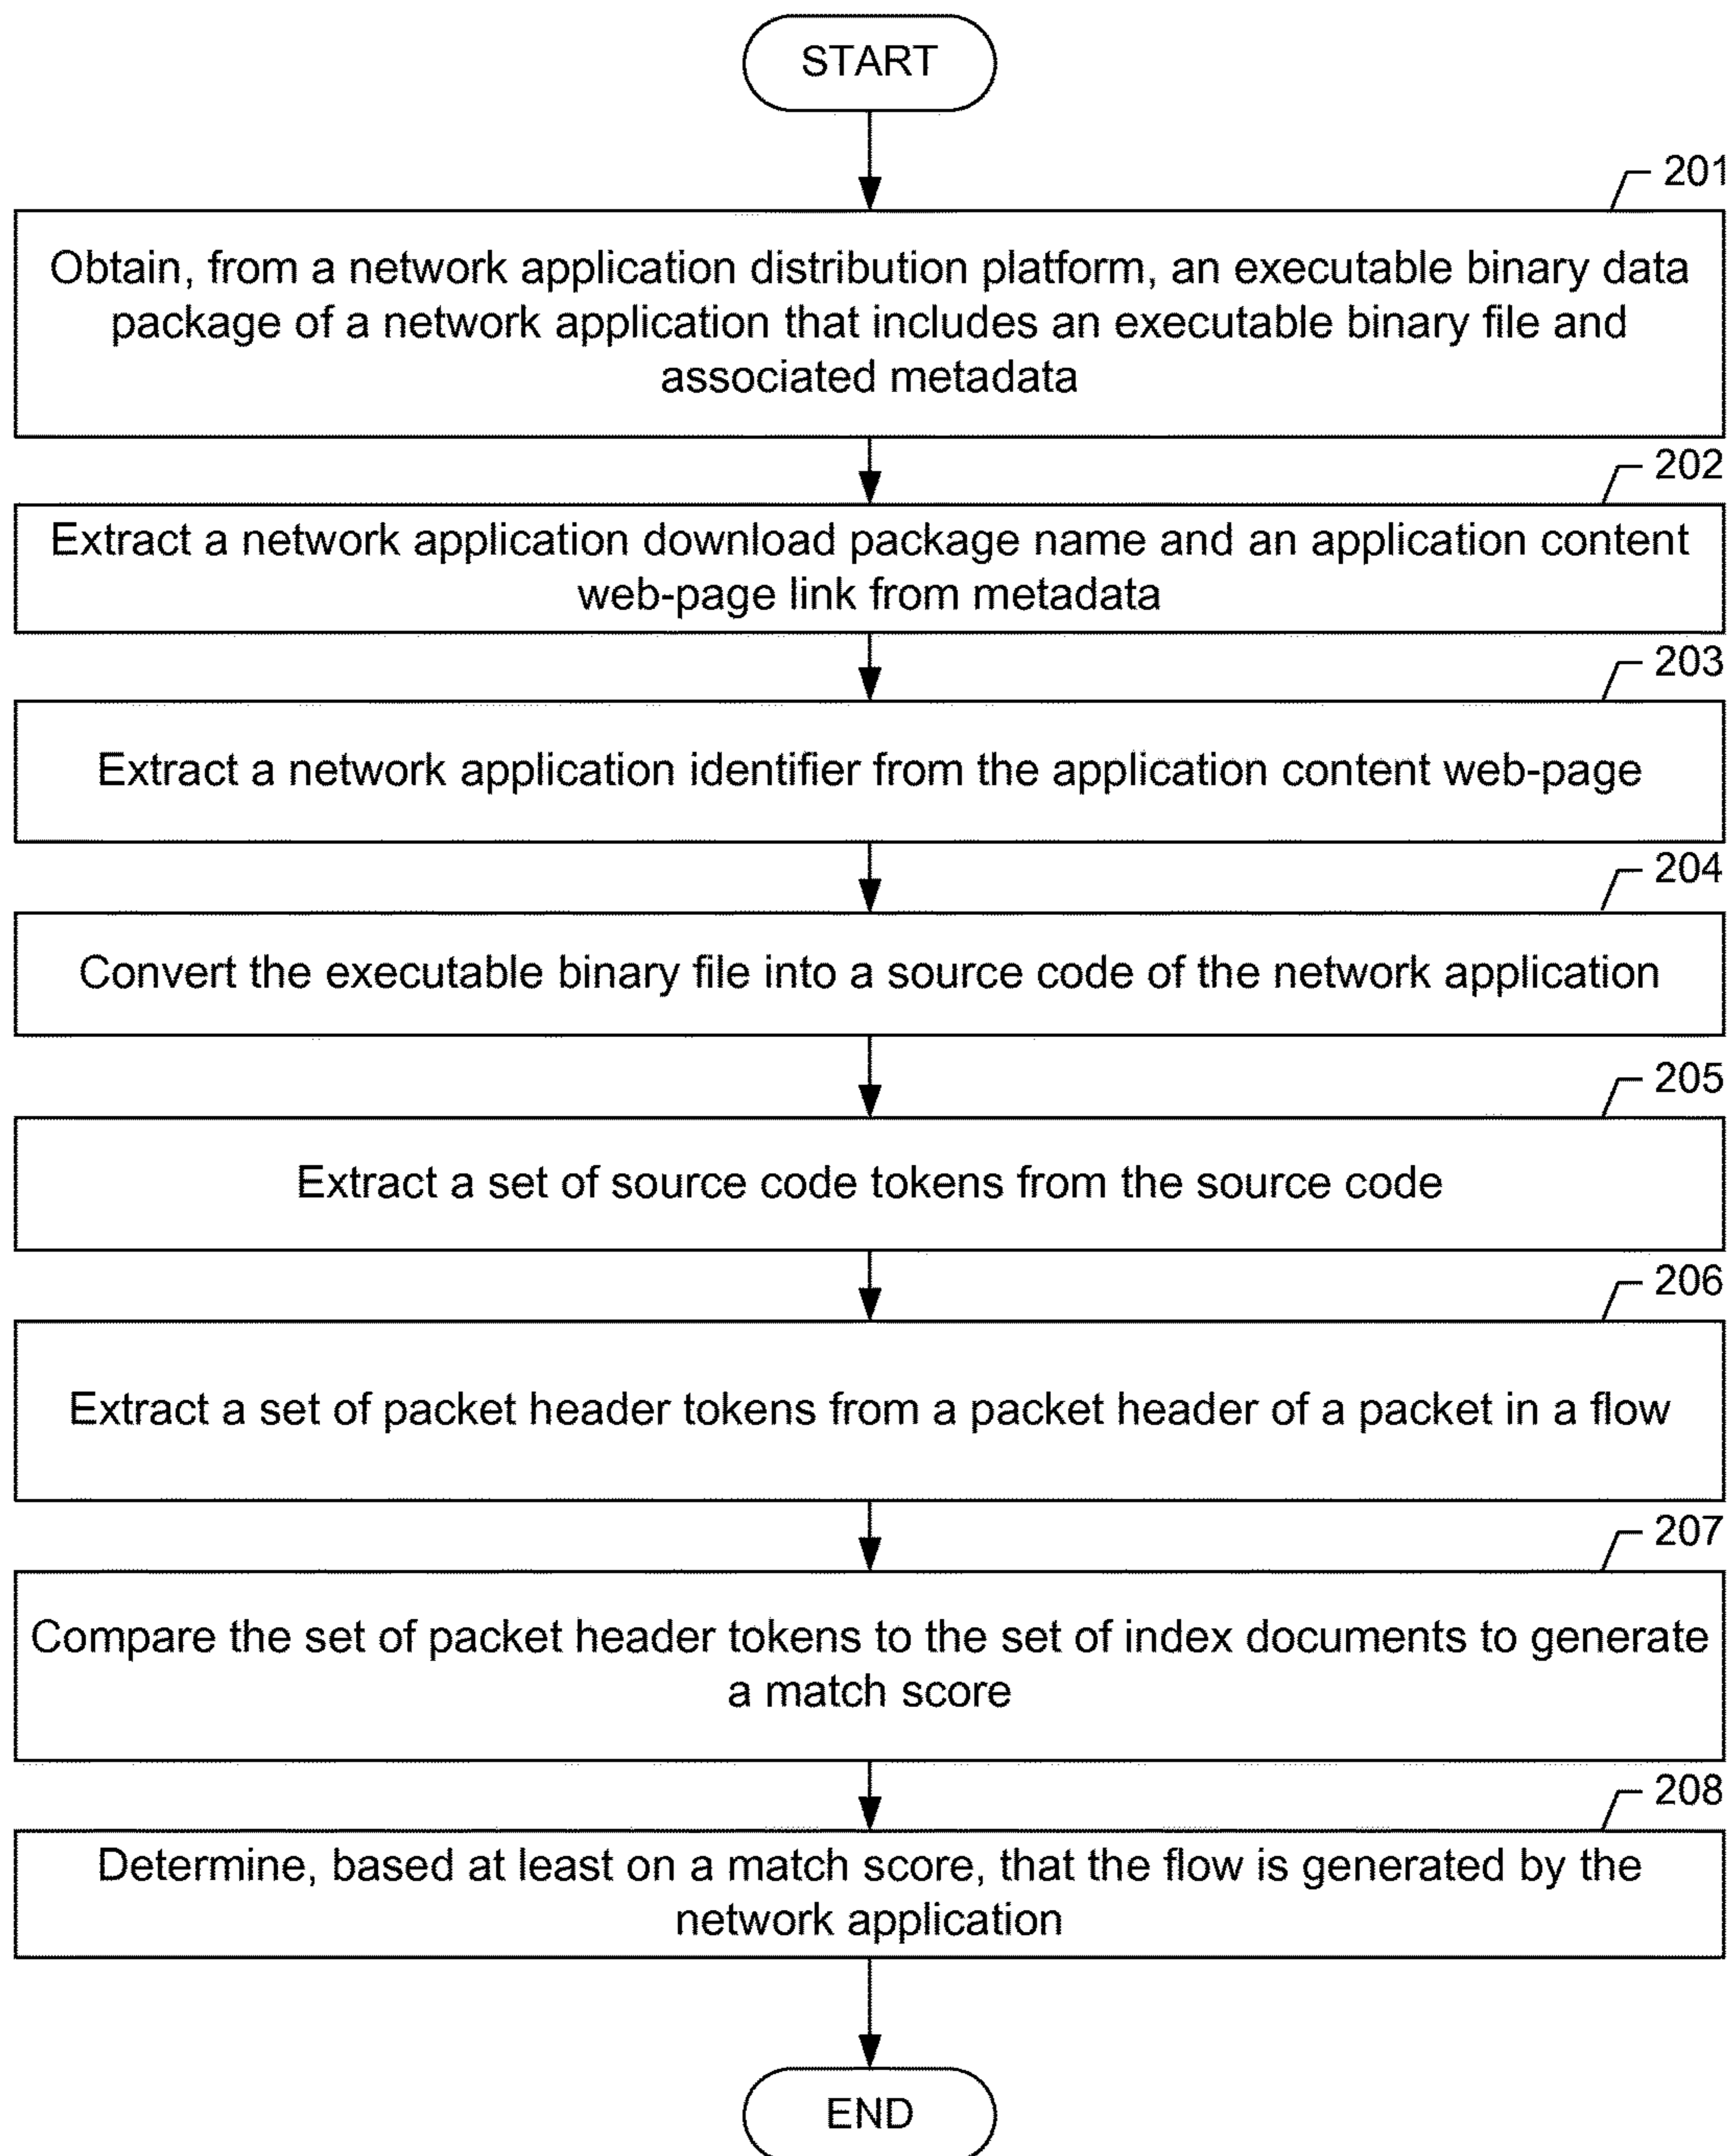 START
201
Obtain, from a network application distribution platform, an executable binary data
package of a network application that includes an executable binary file and
associated metadata
202
Extract a network application download package name and an application content
web-page link from metadata
203
Extract a network application identifier from the application content web-page
204
Convert the executable binary file into a source code of the network application
205
Extract a set of source code tokens from the source code
206
Extract a set of packet header tokens from a packet header of a packet in a flow
207
Compare the set of packet header tokens to the set of index documents to generate
a match score
208
Determine, based at least on a match score, that the flow is generated by the
network application
END